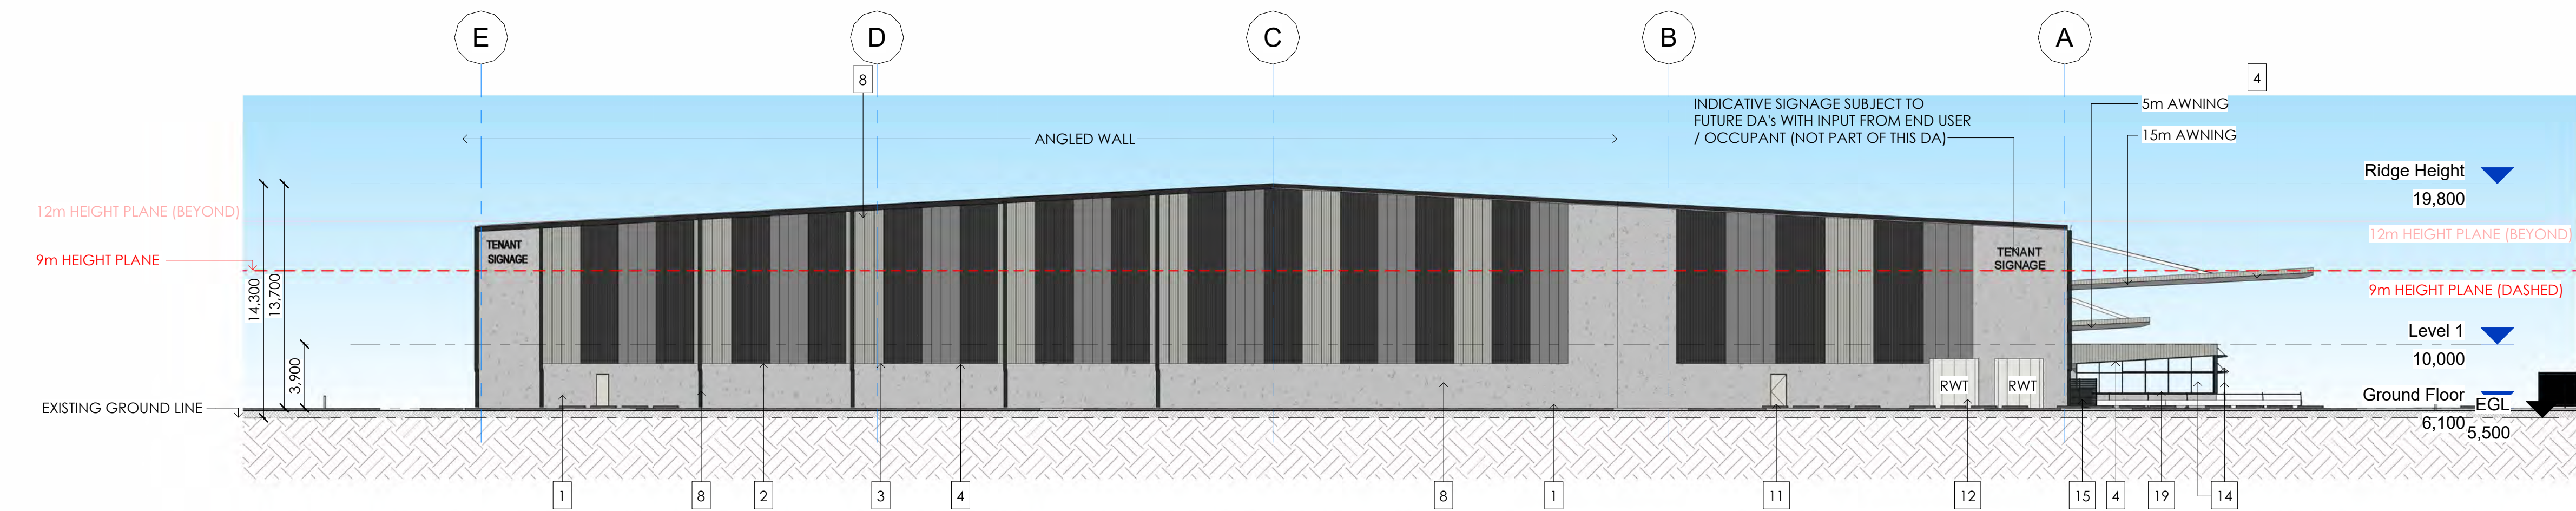 E
D
C
B
A
8
4
INDICATIVE SIGNAGE SUBJECT TO
FUTURE DA's WITH INPUT FROM END USER
/ OCCUPANT (NOT PART OF THIS DA)
5m AWNING
15m AWNING
ANGLED WALL
Ridge Height
19,800
12m HEIGHT PLANE (BEYOND)
12m HEIGHT PLANE (BEYOND)
TENANT
SIGNAGE
TENANT
SIGNAGE
9m HEIGHT PLANE
9m HEIGHT PLANE (DASHED)
14,300
13,700
3,900
Level 1
10,000
RWT
RWT
EXISTING GROUND LINE
Ground Floor
6,100
EGL
5,500
1
8
2
3
4
8
1
11
12
15
4
19
14